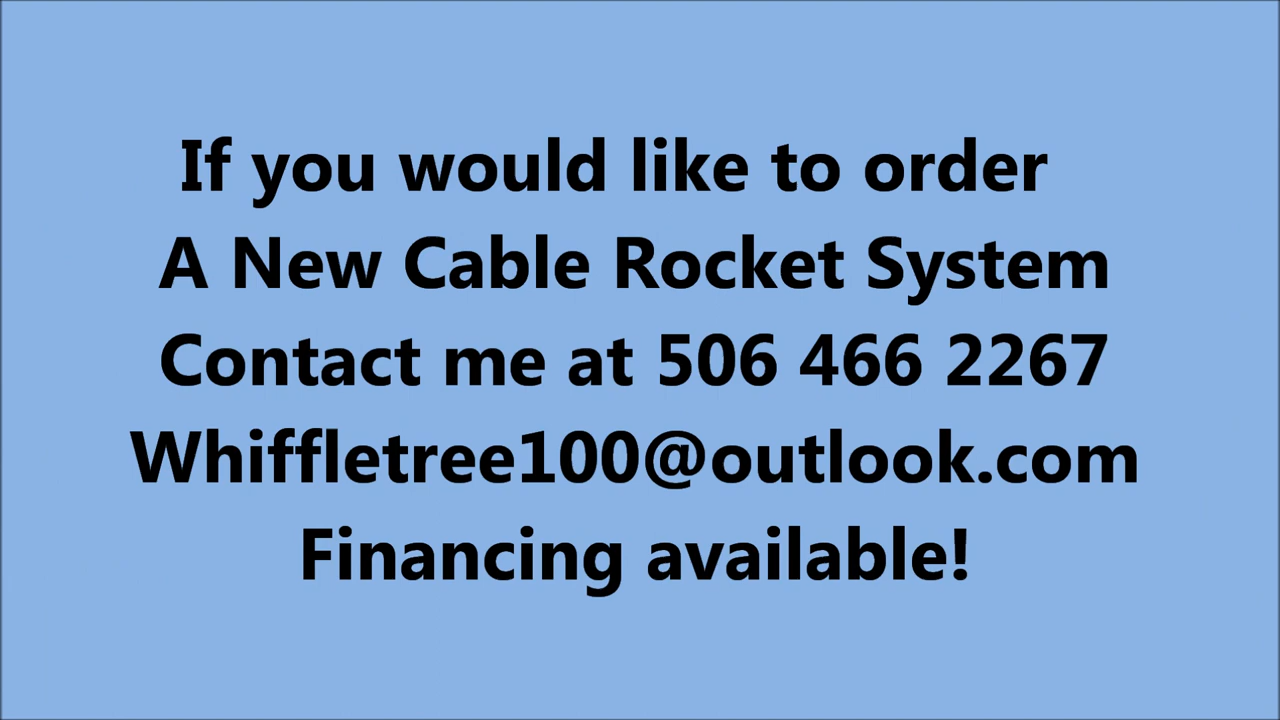 If you would like to order
A New Cable Rocket System
Contact me at 506 466 2267
Whiffletree100@outlook.com
Financing available!